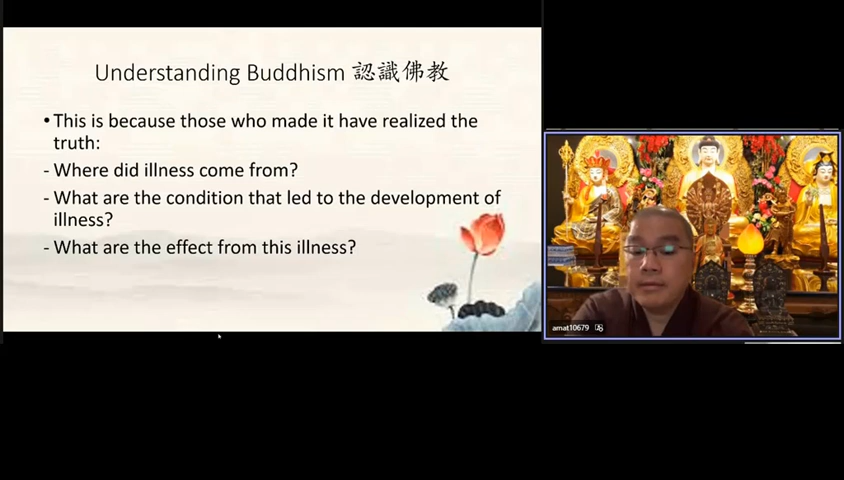 Understanding Buddhism 認識佛教
• This is because those who made it have realized the
truth:
- Where did illness come from?
- What are the condition that led to the development of
illness?
- What are the effect from this illness?
amat10679